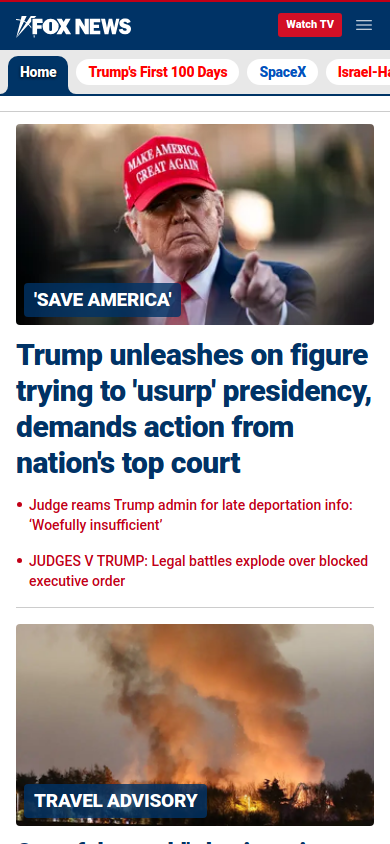 FOX NEWS
Watch TV
Home
Trump's First 100 Days
SpaceX
Israel-Ha
MAKE AMERICA
GREAT AGAIN
'SAVE AMERICA'
Trump unleashes on figure
trying to 'usurp' presidency,
demands action from
nation's top court
• Judge reams Trump admin for late deportation info:
‘Woefully insufficient’
• JUDGES V TRUMP: Legal battles explode over blocked
executive order
TRAVEL ADVISORY